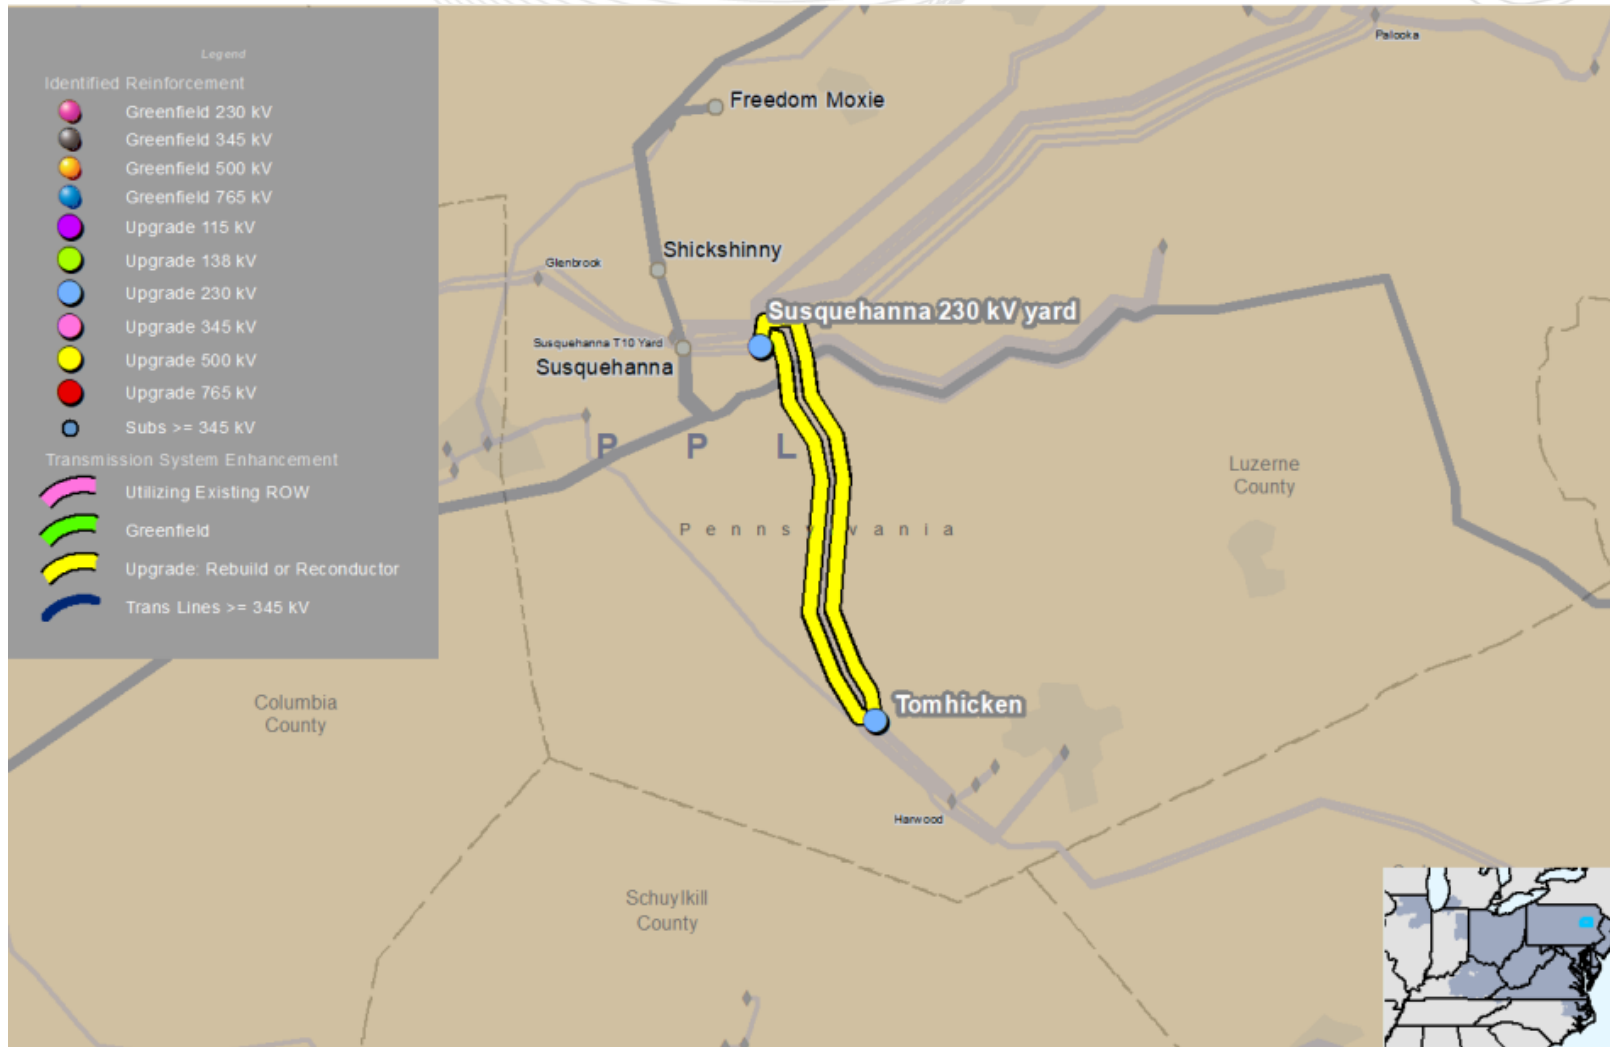 Legend
Identified Reinforcement
Greenfield 230 kV
Greenfield 345 kV
Greenfield 500 kV
Greenfield 765 kV
Upgrade 115 kV
Upgrade 138 kV
Upgrade 230 kV
Upgrade 345 kV
Upgrade 500 kV
Upgrade 765 kV
Subs >= 345 kV
Transmission System Enhancement
Utilizing Existing ROW
Greenfield
Upgrade: Rebuild or Reconductor
Trans Lines >= 345 kV
Palooka
Freedom Moxie
Shickshinny
Glenbrook
Susquehanna 230 kV yard
Susquehanna T10 Yard
Susquehanna
P P L
Luzerne
County
Pennsylvania
Columbia
County
Tomhicken
Harwood
Schuylkill
County